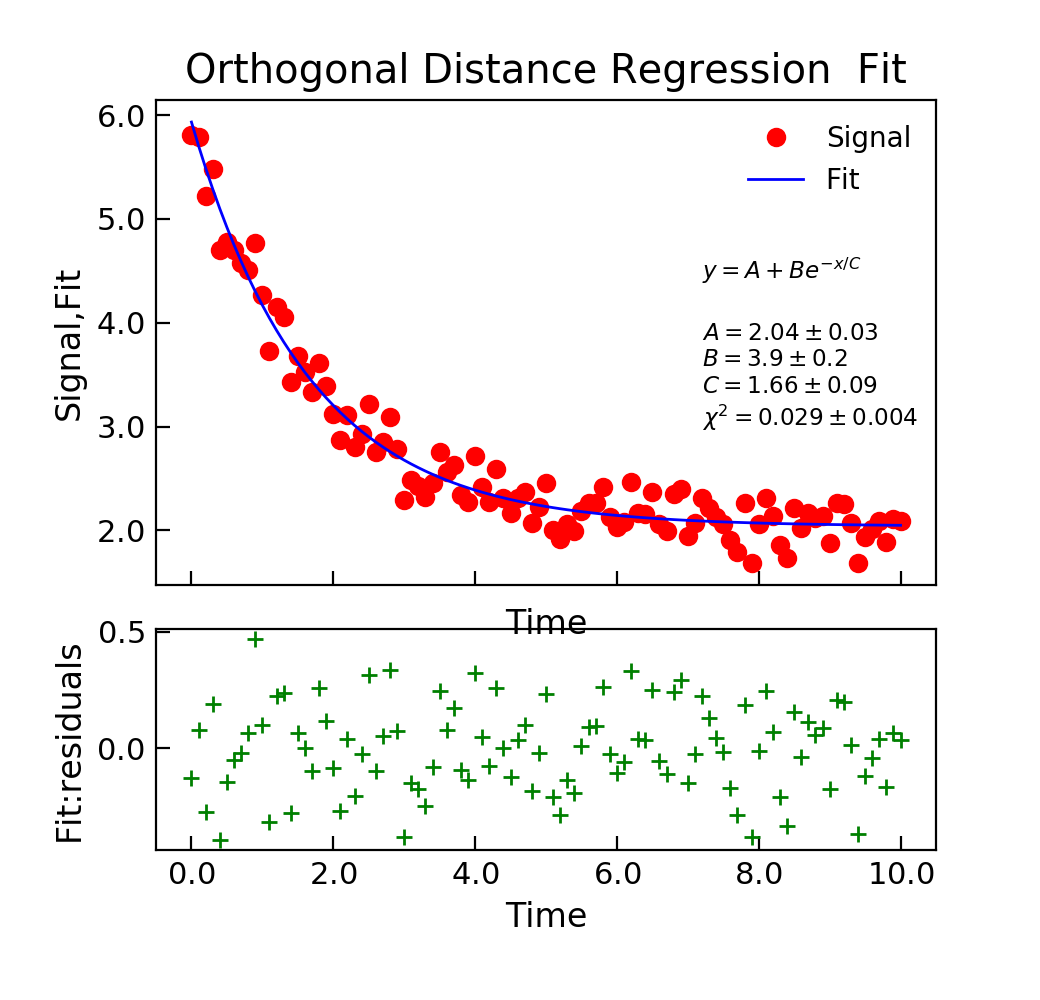 Orthogonal Distance Regression  Fit
6.0
5.0
4.0
3.0
2.0
Signal,Fit
Signal
Fit
y = A + Be^{-x/C}
A = 2.04 ± 0.03
B = 3.9 ± 0.2
C = 1.66 ± 0.09
χ² = 0.029 ± 0.004
Time
0.5
0.0
Fit:residuals
0.0 2.0 4.0 6.0 8.0 10.0
Time